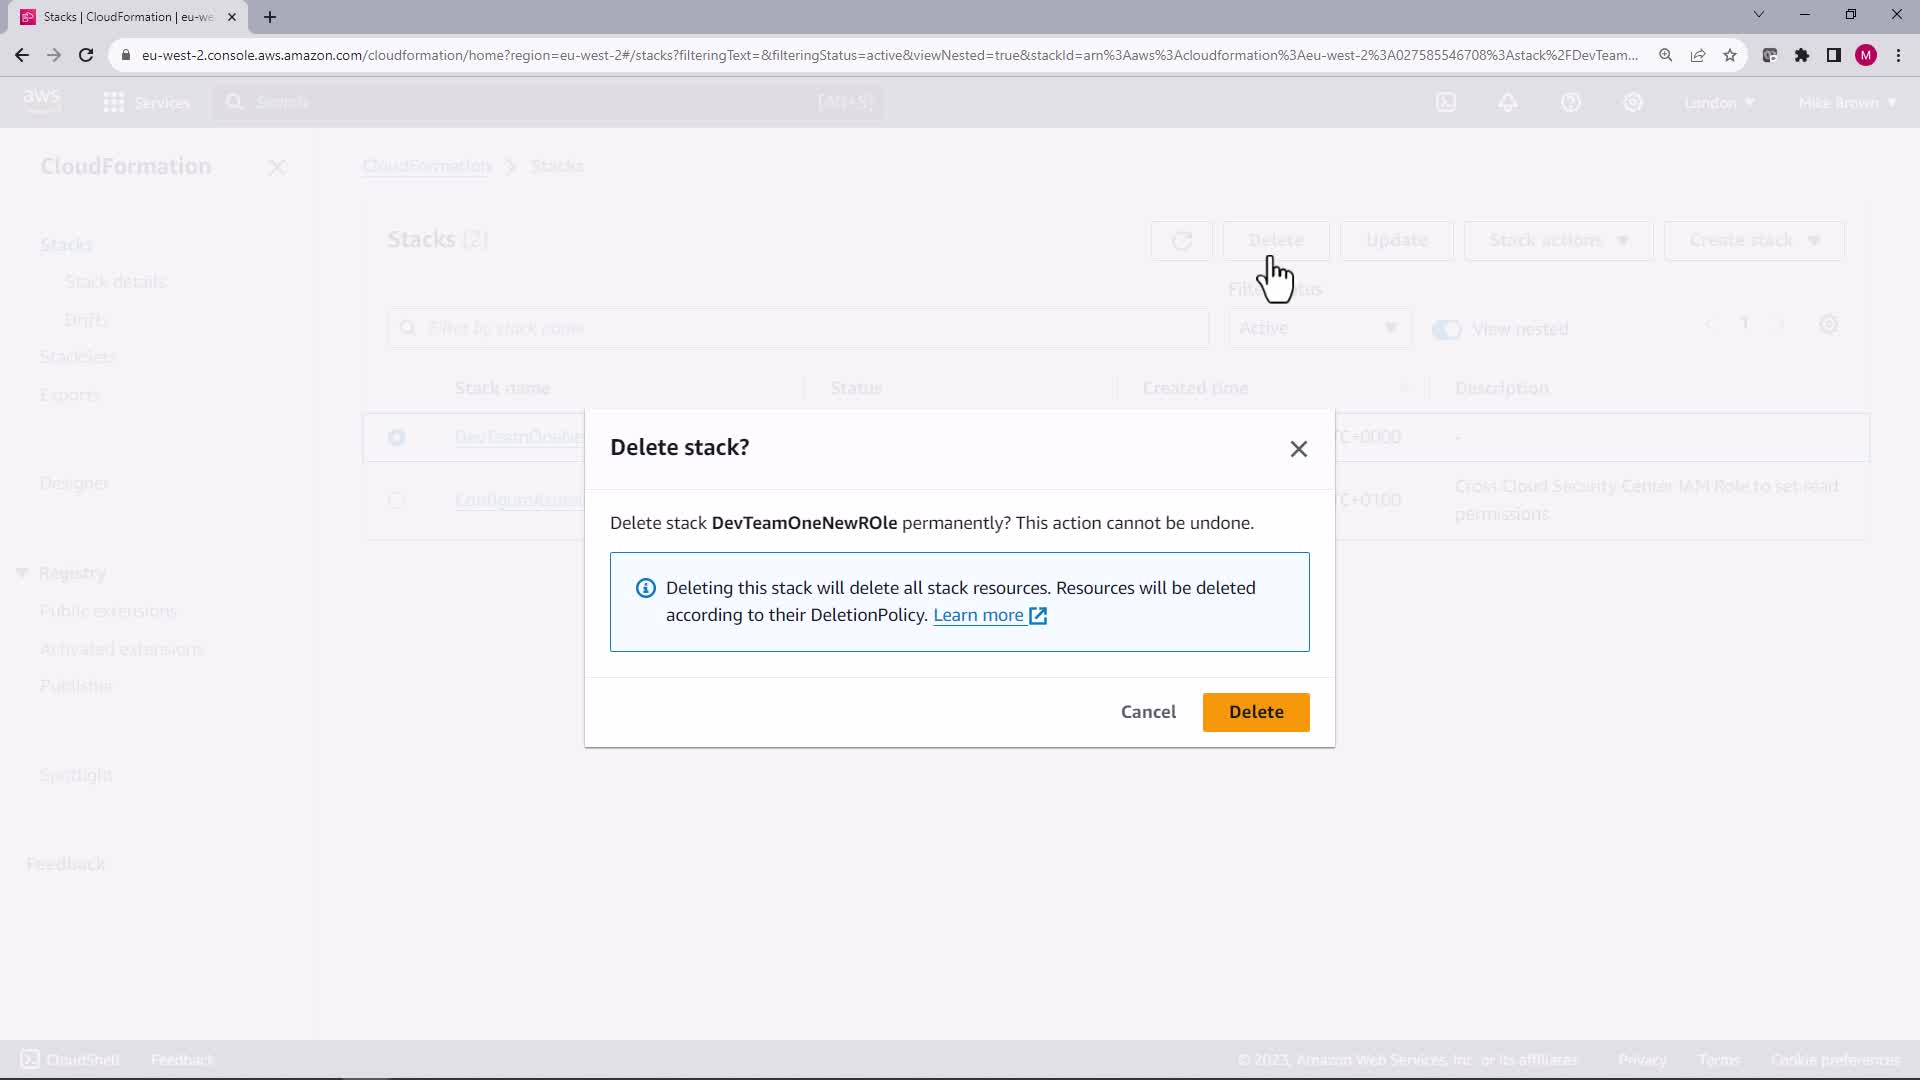 Stacks | CloudFormation | eu-we
eu-west-2.console.aws.amazon.com/cloudformation/home?region=eu-west-2#/stacks?filteringText=&filteringStatus=active&viewNested=true&stackId=arn%3Aaws%3Acloudformation%3Aeu-west-2%3A027585546708%3Astack%2FDevTeam...
M
aws
Services
Search
[Alt+S]
London
Mike Brown
CloudFormation
CloudFormation > Stacks
Stacks
Stack details
Drifts
StackSets
Exports
Designer
Registry
Public extensions
Activated extensions
Publisher
Spotlight
Feedback
Stacks (2)
Delete
Update
Stack actions
Create stack
Filter by stack name
Active
View nested
1
Stack name
Status
Created time
Description
DevTeamOneNe
C+0000
-
C+0100
Cross Cloud Security Center IAM Role to set read
permissions
Delete stack?
Delete stack DevTeamOneNewROle permanently? This action cannot be undone.
Deleting this stack will delete all stack resources. Resources will be deleted
according to their DeletionPolicy. Learn more
Cancel
Delete
CloudShell
Feedback
© 2023, Amazon Web Services, Inc. or its affiliates.
Privacy
Terms
Cookie preferences